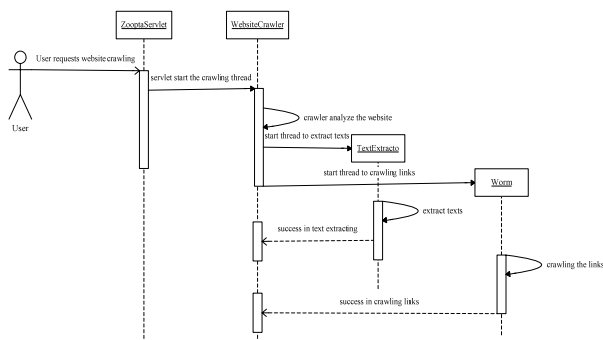 ZooptaServlet
WebsiteCrawler
User requests website crawling
servlet start the crawling thread
User
crawler analyze the website
start thread to extract texts
TextExtracto
start thread to crawling links
Worm
extract texts
success in text extracting
crawling the links
success in crawling links